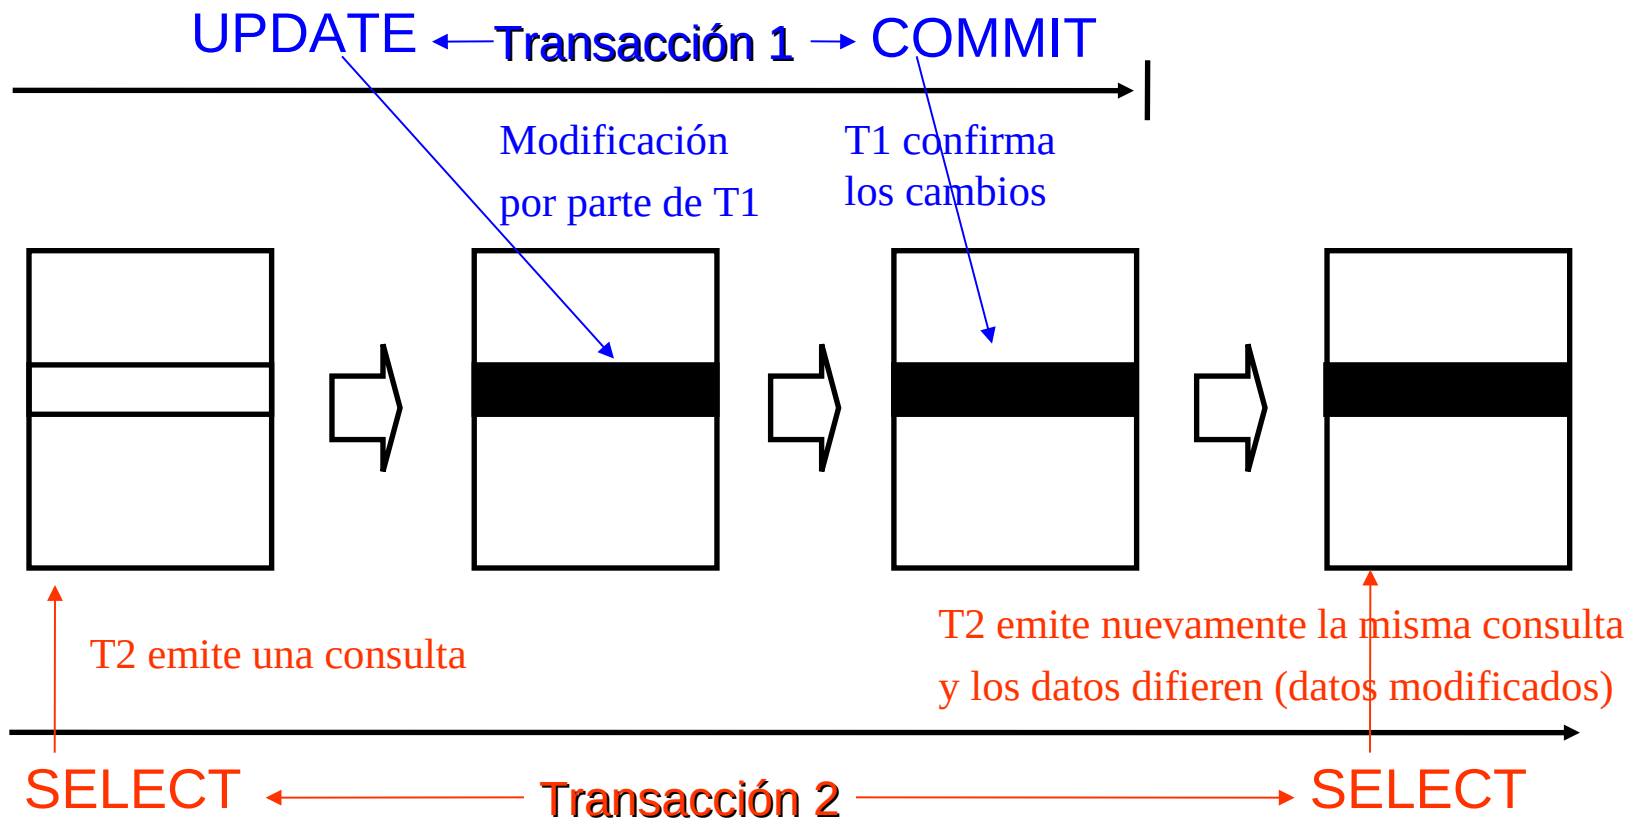 UPDATE Transacción 1 COMMIT
Modificación
por parte de T1
T1 confirma
los cambios
T2 emite una consulta
T2 emite nuevamente la misma consulta
y los datos difieren (datos modificados)
SELECT Transacción 2 SELECT